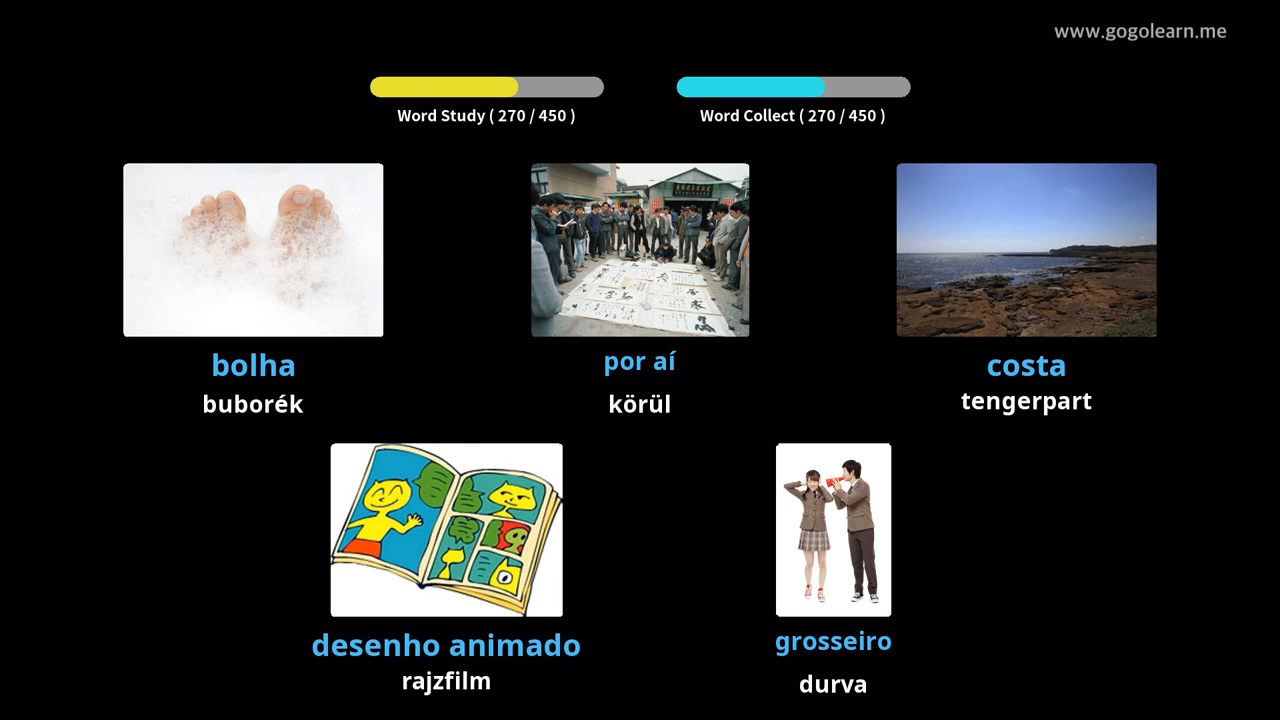 www.gogolearn.me
Word Study ( 270 / 450 )
Word Collect ( 270 / 450 )
bolha
buborék
por aí
körül
costa
tengerpart
desenho animado
rajzfilm
grosseiro
durva